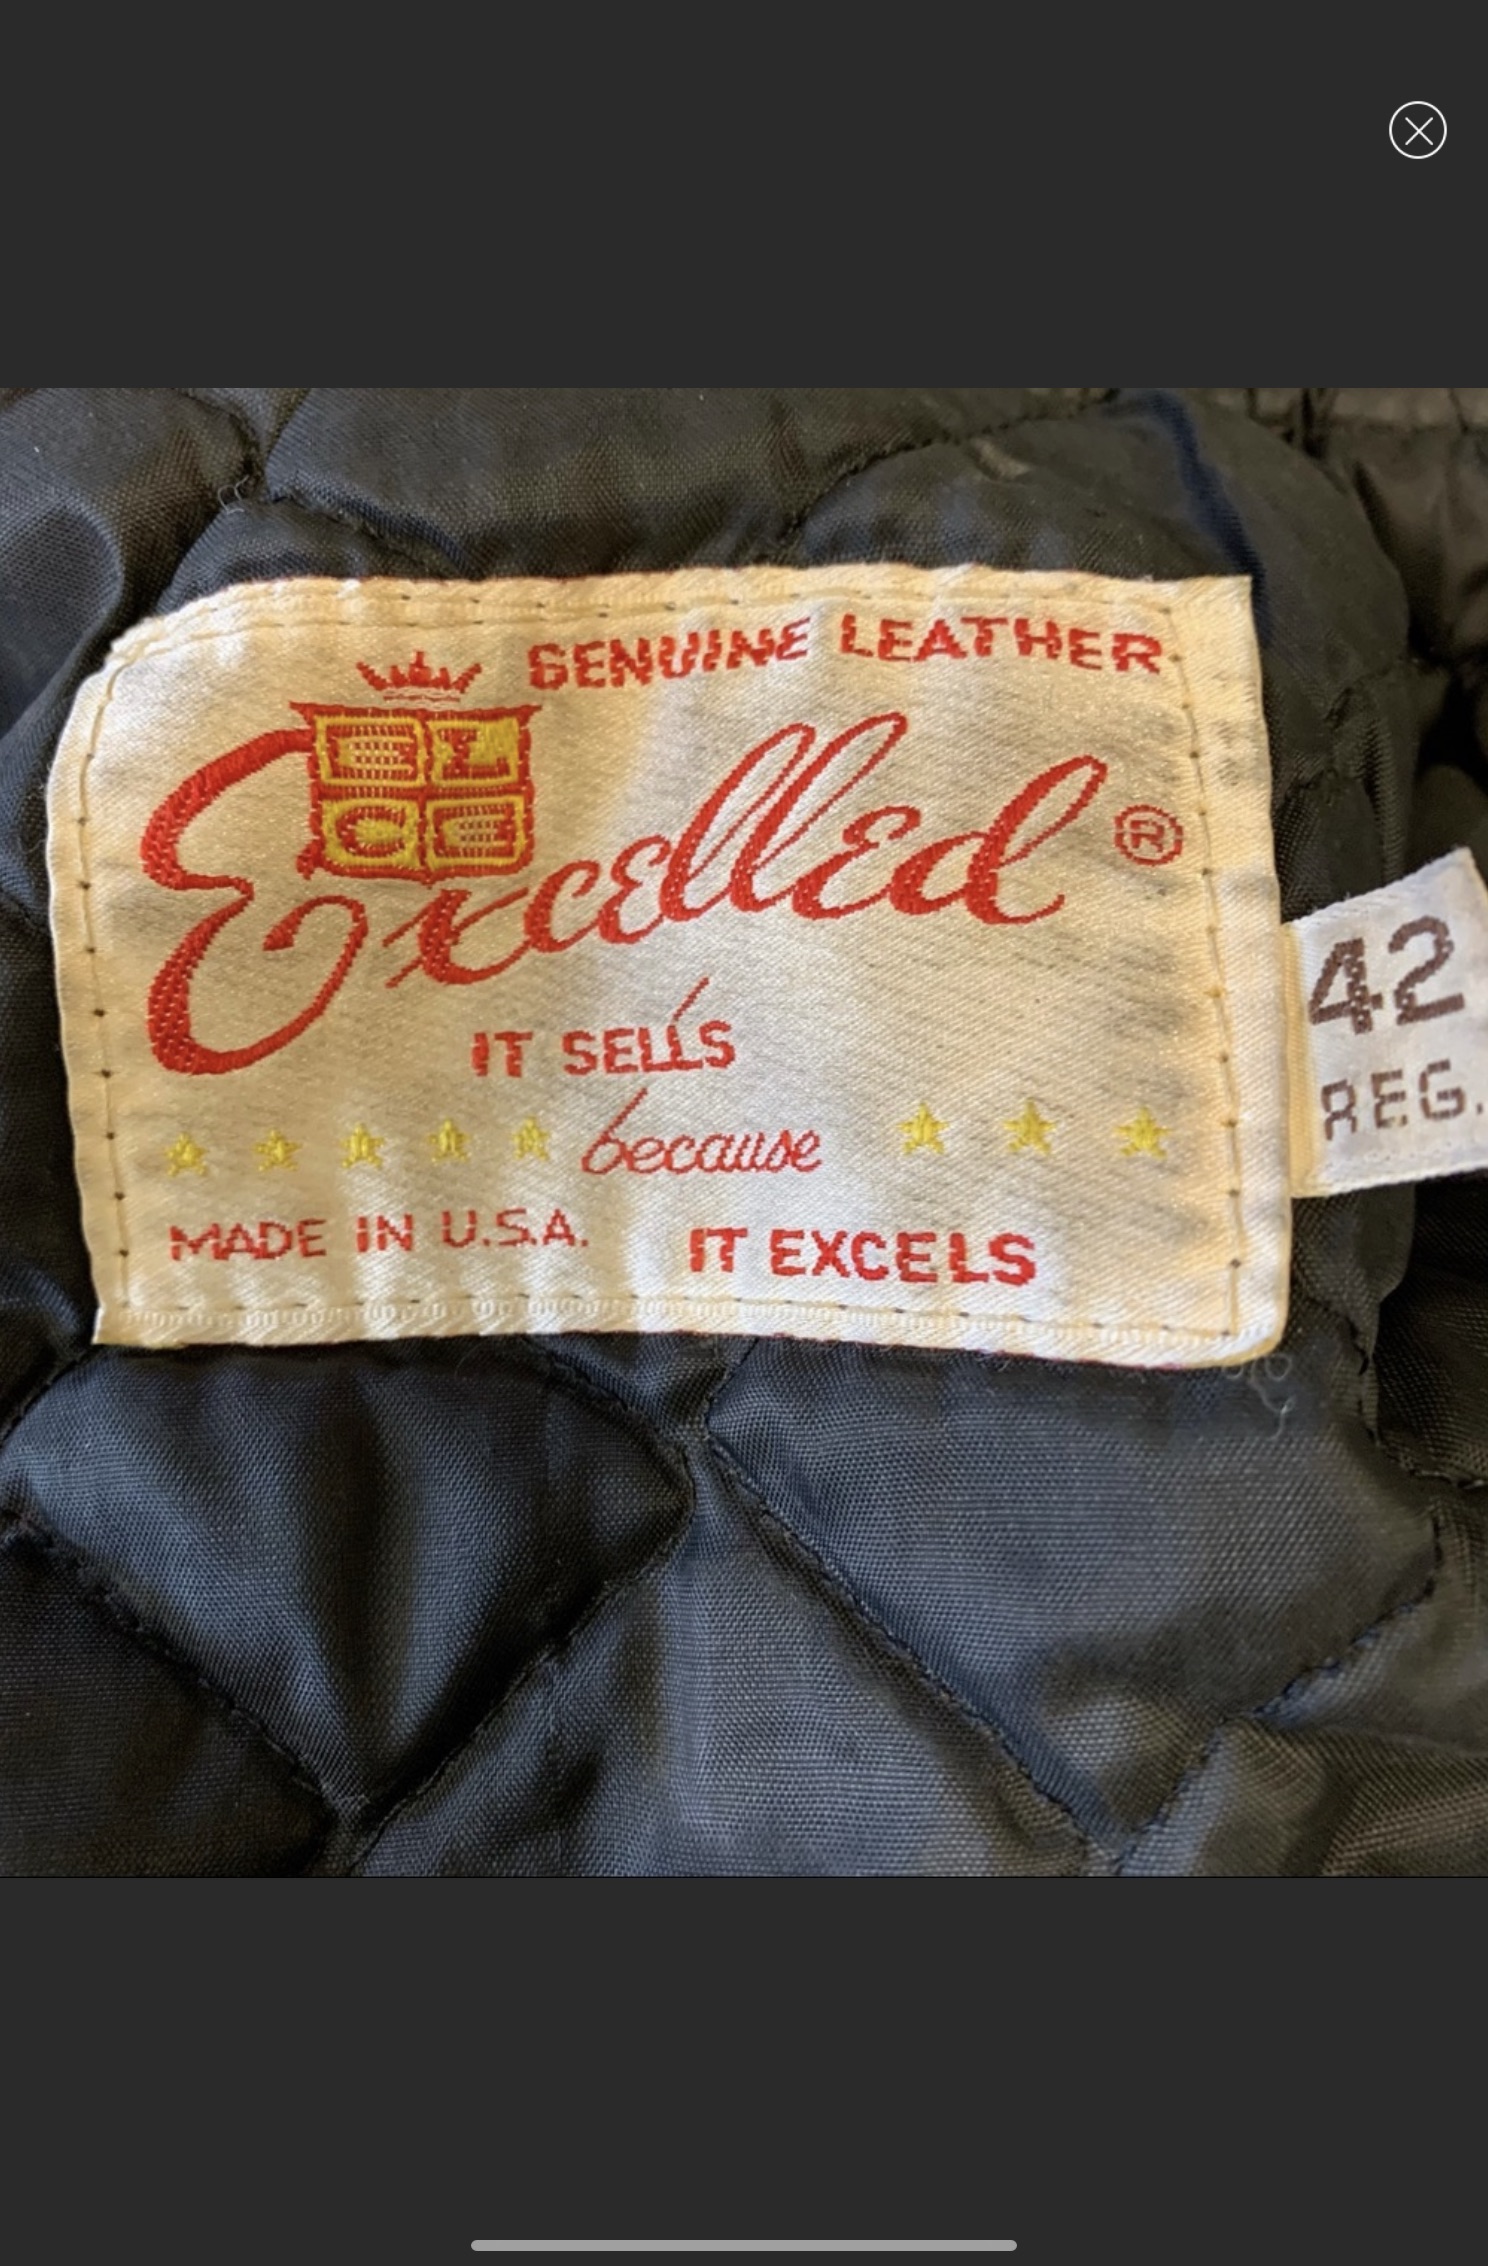 GENUINE LEATHER
E L
C C
Excelled ®
IT SELLS
because
MADE IN U.S.A.
IT EXCELS
42
REG.